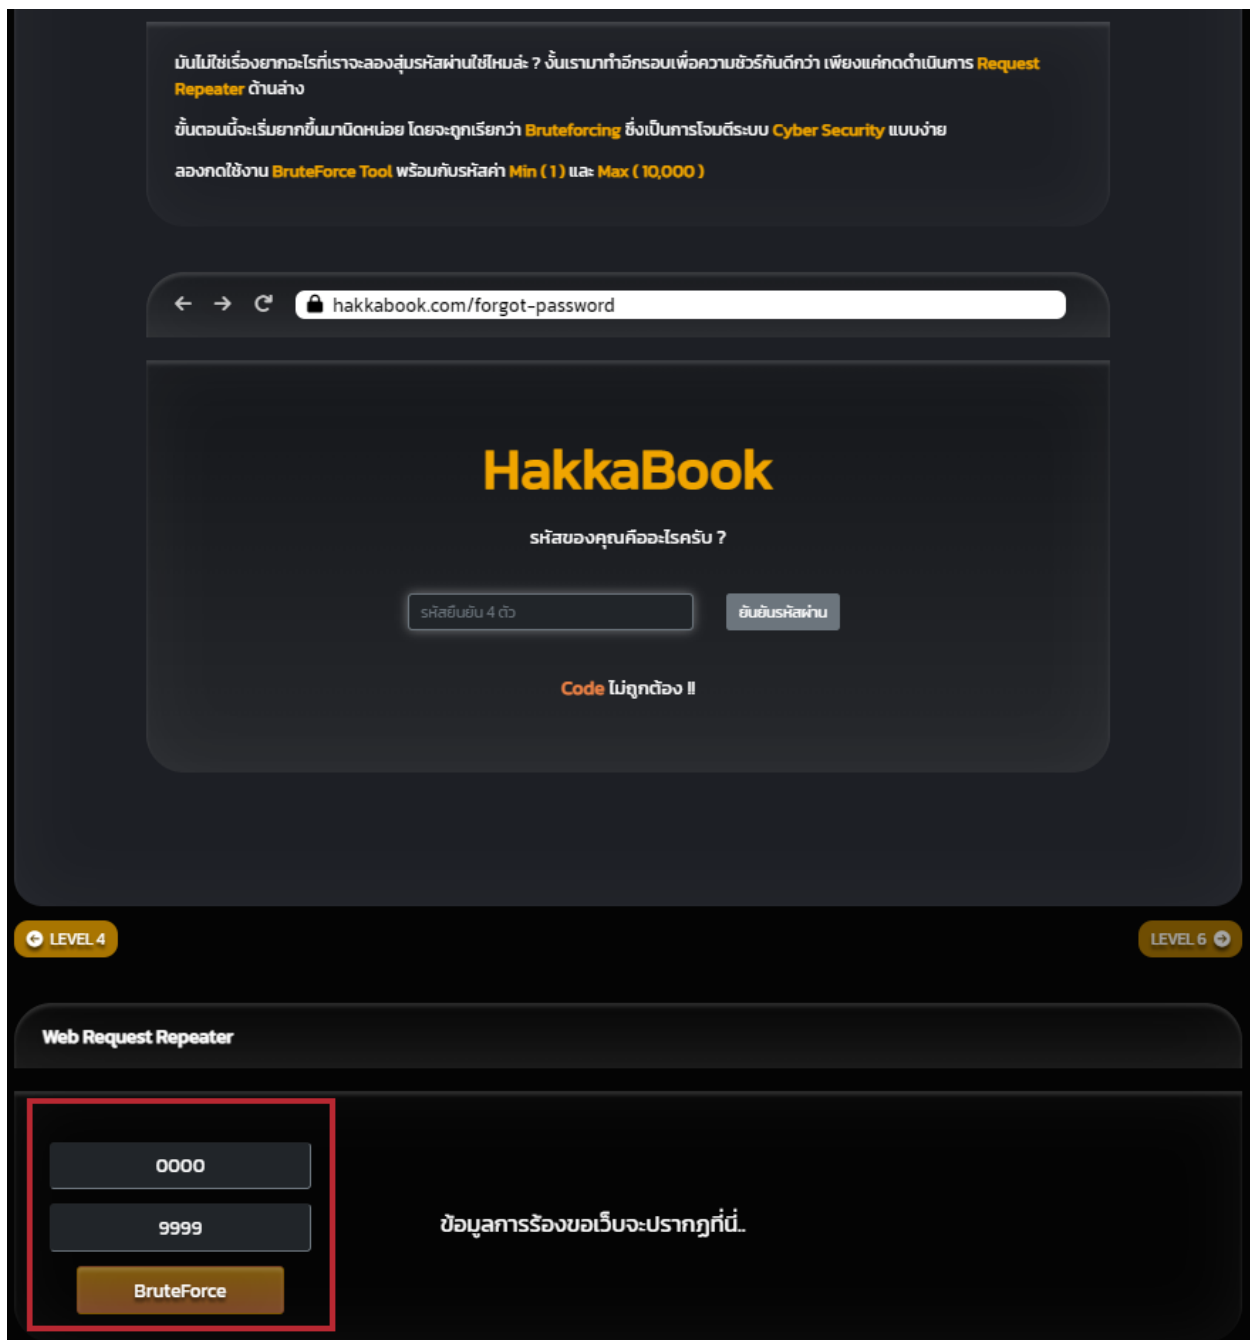 มันไม่ใช่เรื่องยากอะไรที่เราจะลองสุ่มรหัสผ่านใช่ไหมล่ะ ? งั้นเรามาทำอีกรอบเพื่อความชัวร์กันดีกว่า เพียงแค่กดดำเนินการ Request
Repeater ด้านล่าง
ขั้นตอนนี้จะเริ่มยากขึ้นมานิดหน่อย โดยจะถูกเรียกว่า Bruteforcing ซึ่งเป็นการโจมตีระบบ Cyber Security แบบง่าย
ลองกดใช้งาน BruteForce Tool พร้อมกับรหัสค่า Min ( 1 ) และ Max ( 10,000 )
hakkabook.com/forgot-password
HakkaBook
รหัสของคุณคืออะไรครับ ?
รหัสยืนยัน 4 ตัว
ยันยันรหัสผ่าน
Code ไม่ถูกต้อง !!
LEVEL 4
LEVEL 6
Web Request Repeater
0000
9999
ข้อมูลการร้องขอเว็บจะปรากฏที่นี่..
BruteForce